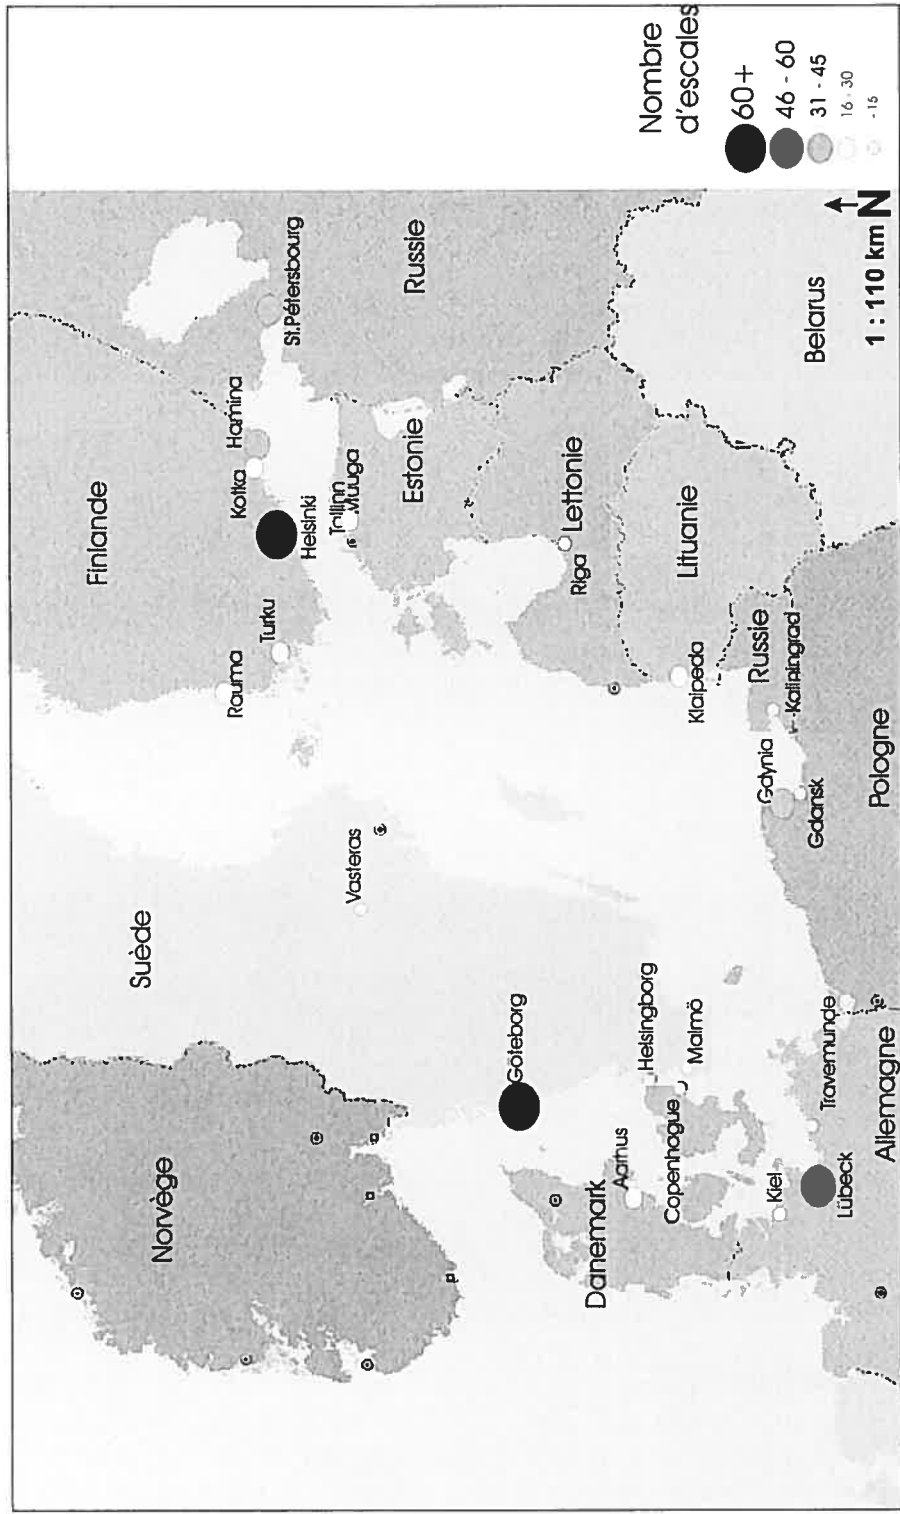 Finlande
Suède
Norvège
Rauma
Turku
Kotka
Hamina
St.Pétersbourg
Helsinki
Tallinn
Muuga
Estonie
Russie
Vasteras
Göteborg
Riga
Lettonie
Danemark
Aarhus
Helsingborg
Malmö
Copenhague
Klaipeda
Lituanie
Russie
Kaliningrad
Gdynia
Gdansk
Belarus
Kiel
Lübeck
Travemunde
Allemagne
Pologne
1 : 110 km
N
Nombre
d'escales
60+
46 - 60
31 - 45
16 - 30
-15